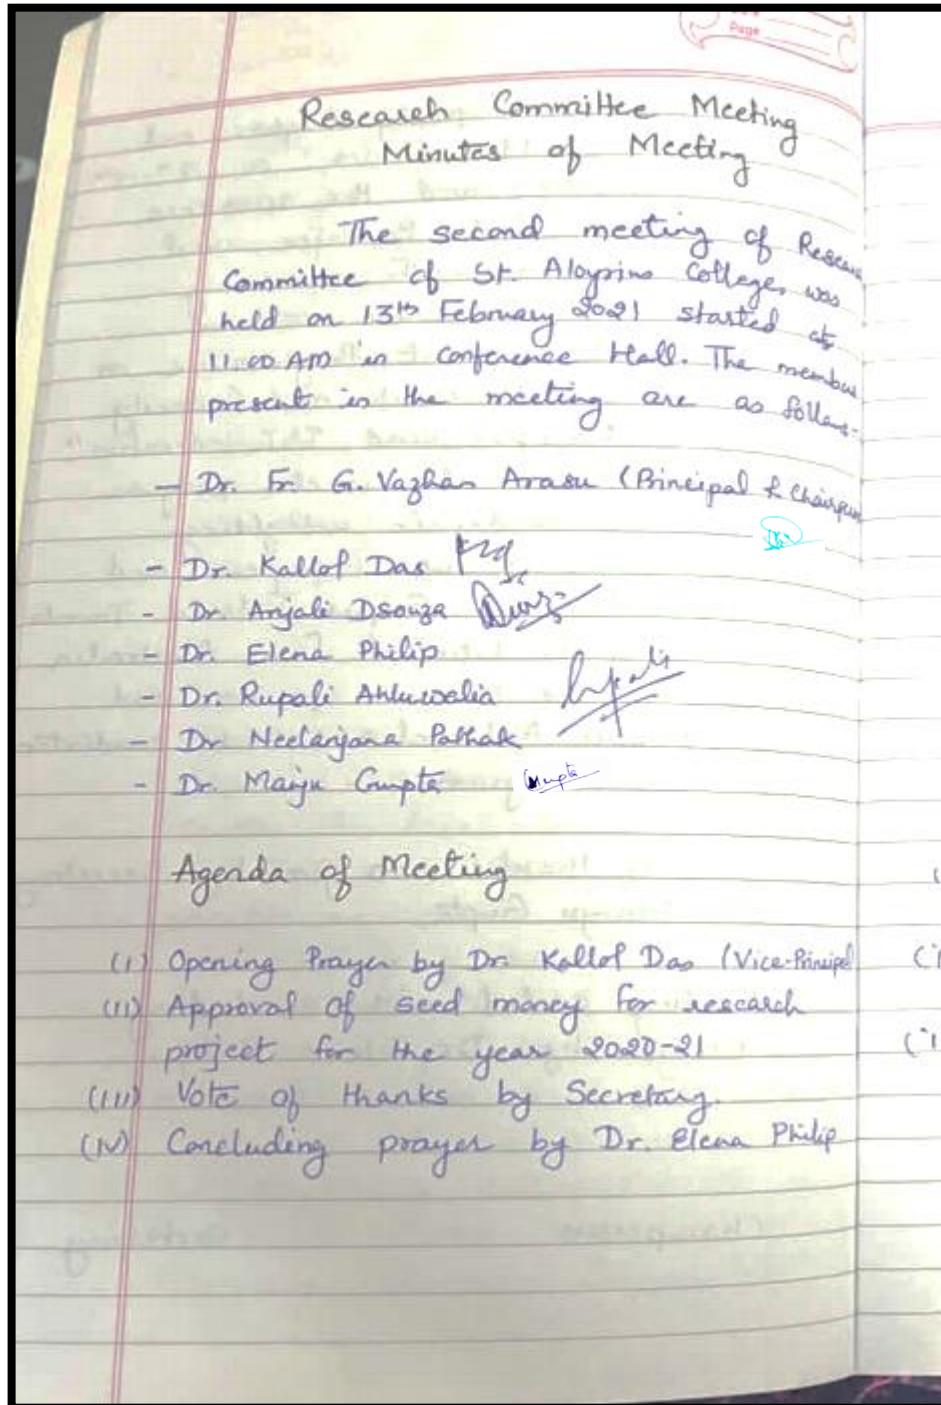 Page
Research Committee Meeting
Minutes of Meeting
The second meeting of Resear
Committee of St. Aloysius College, was
held on 13th February 2021 started at
11.00 AM in Conference Hall. The members
present in the meeting are as follows:-
- Dr. Fr. G. Vazhan Arasu (Principal & Chairperson
- Dr. Kallol Das
- Dr. Anjali Dsouza
- Dr. Elena Philip
- Dr. Rupali Ahluwalia Rupali
- Dr Neelanjana Pathak
- Dr. Manju Gupta MGupta
Agenda of Meeting
(I) Opening Prayer by Dr. Kallol Das (Vice-Principal
(II) Approval of seed money for research
project for the year 2020-21
(III) Vote of thanks by Secretary.
(IV) Concluding prayer by Dr. Elena Philip